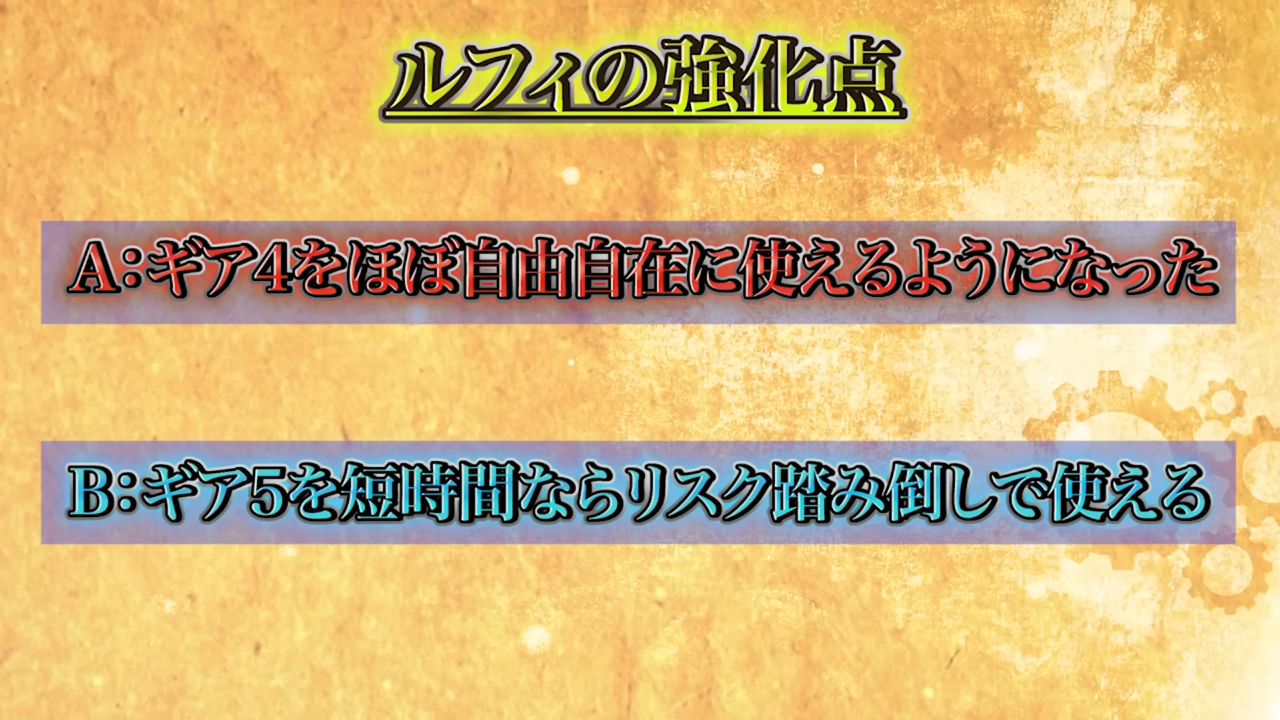 ルフィの強化点
A:ギア4をほぼ自由自在に使えるようになった
B:ギア5を短時間ならリスク踏み倒しで使える